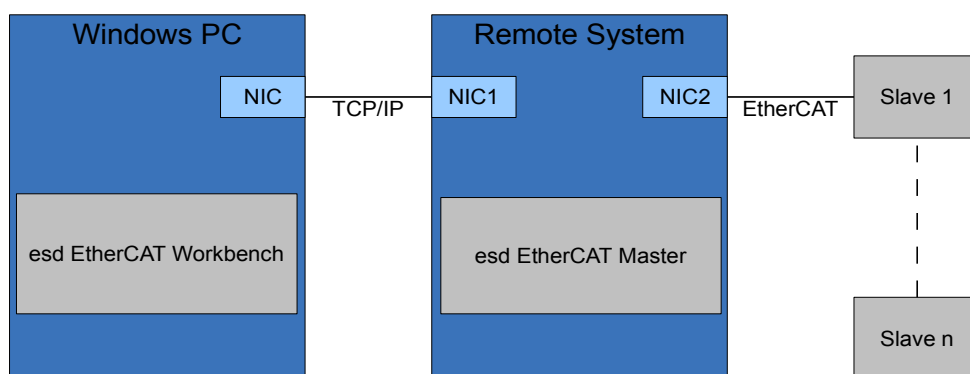 Windows PC
Remote System
NIC
TCP/IP
NIC1
NIC2
EtherCAT
Slave 1
esd EtherCAT Workbench
esd EtherCAT Master
Slave n